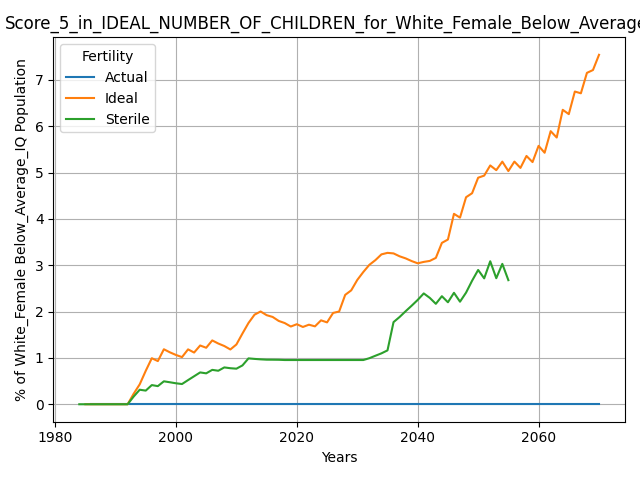 Score_5_in_IDEAL_NUMBER_OF_CHILDREN_for_White_Female_Below_Average
Fertility
Actual
Ideal
Sterile
% of White_Female Below_Average_IQ Population
7
6
5
4
3
2
1
0
1980 2000 2020 2040 2060
Years